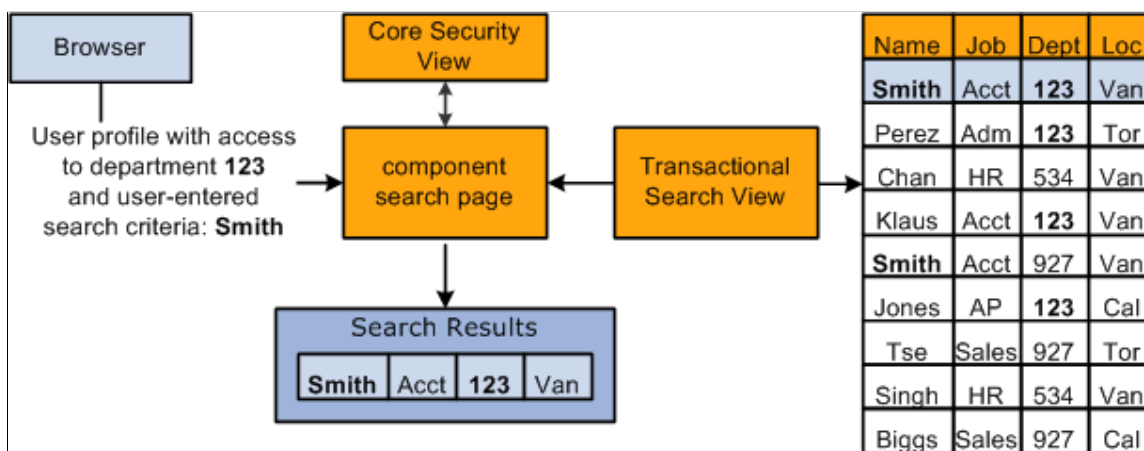 Browser
User profile with access
to department 123
and user-entered
search criteria: Smith
Core Security
View
component
search page
Transactional
Search View
Search Results
Smith Acct 123 Van
Name Job Dept Loc
Smith Acct 123 Van
Perez Adm 123 Tor
Chan HR 534 Van
Klaus Acct 123 Van
Smith Acct 927 Van
Jones AP 123 Cal
Tse Sales 927 Tor
Singh HR 534 Van
Biggs Sales 927 Cal